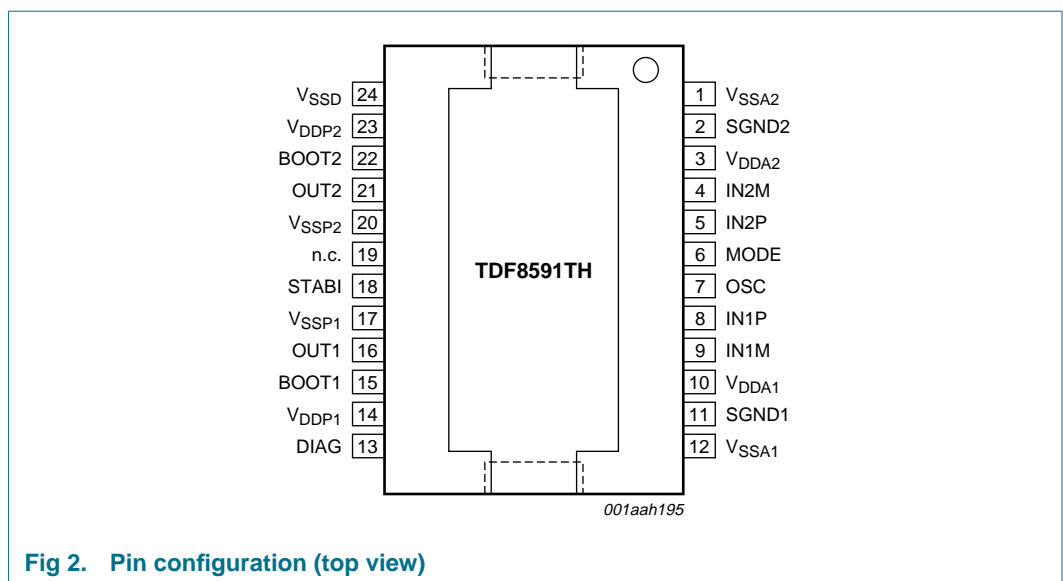 VSSD 24
VDDP2 23
BOOT2 22
OUT2 21
VSSP2 20
n.c. 19
STABI 18
VSSP1 17
OUT1 16
BOOT1 15
VDDP1 14
DIAG 13
TDF8591TH
1 VSSA2
2 SGND2
3 VDDA2
4 IN2M
5 IN2P
6 MODE
7 OSC
8 IN1P
9 IN1M
10 VDDA1
11 SGND1
12 VSSA1
001aah195
Fig 2. Pin configuration (top view)